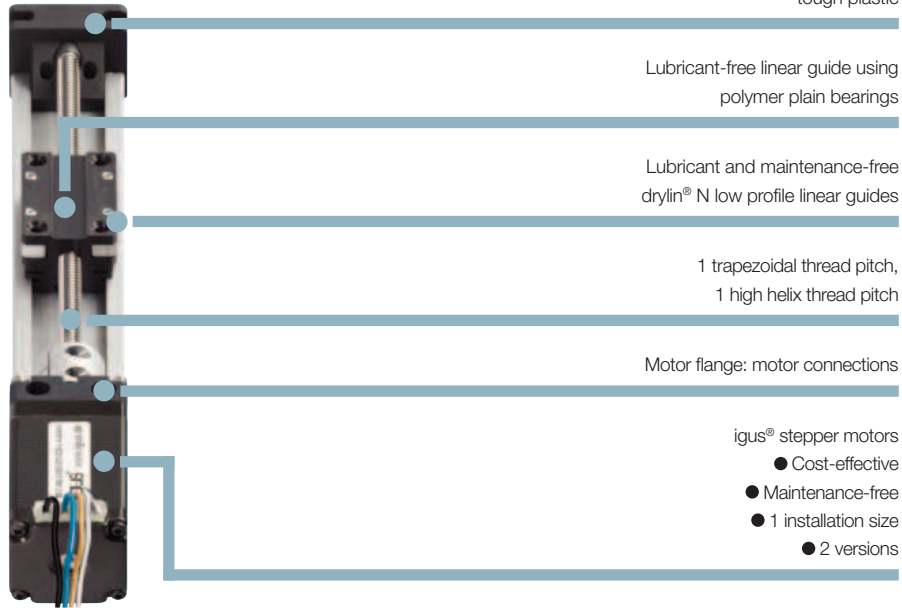 tough plastic
Lubricant-free linear guide using
polymer plain bearings
Lubricant and maintenance-free
drylin® N low profile linear guides
1 trapezoidal thread pitch,
1 high helix thread pitch
Motor flange: motor connections
igus® stepper motors
● Cost-effective
● Maintenance-free
● 1 installation size
● 2 versions